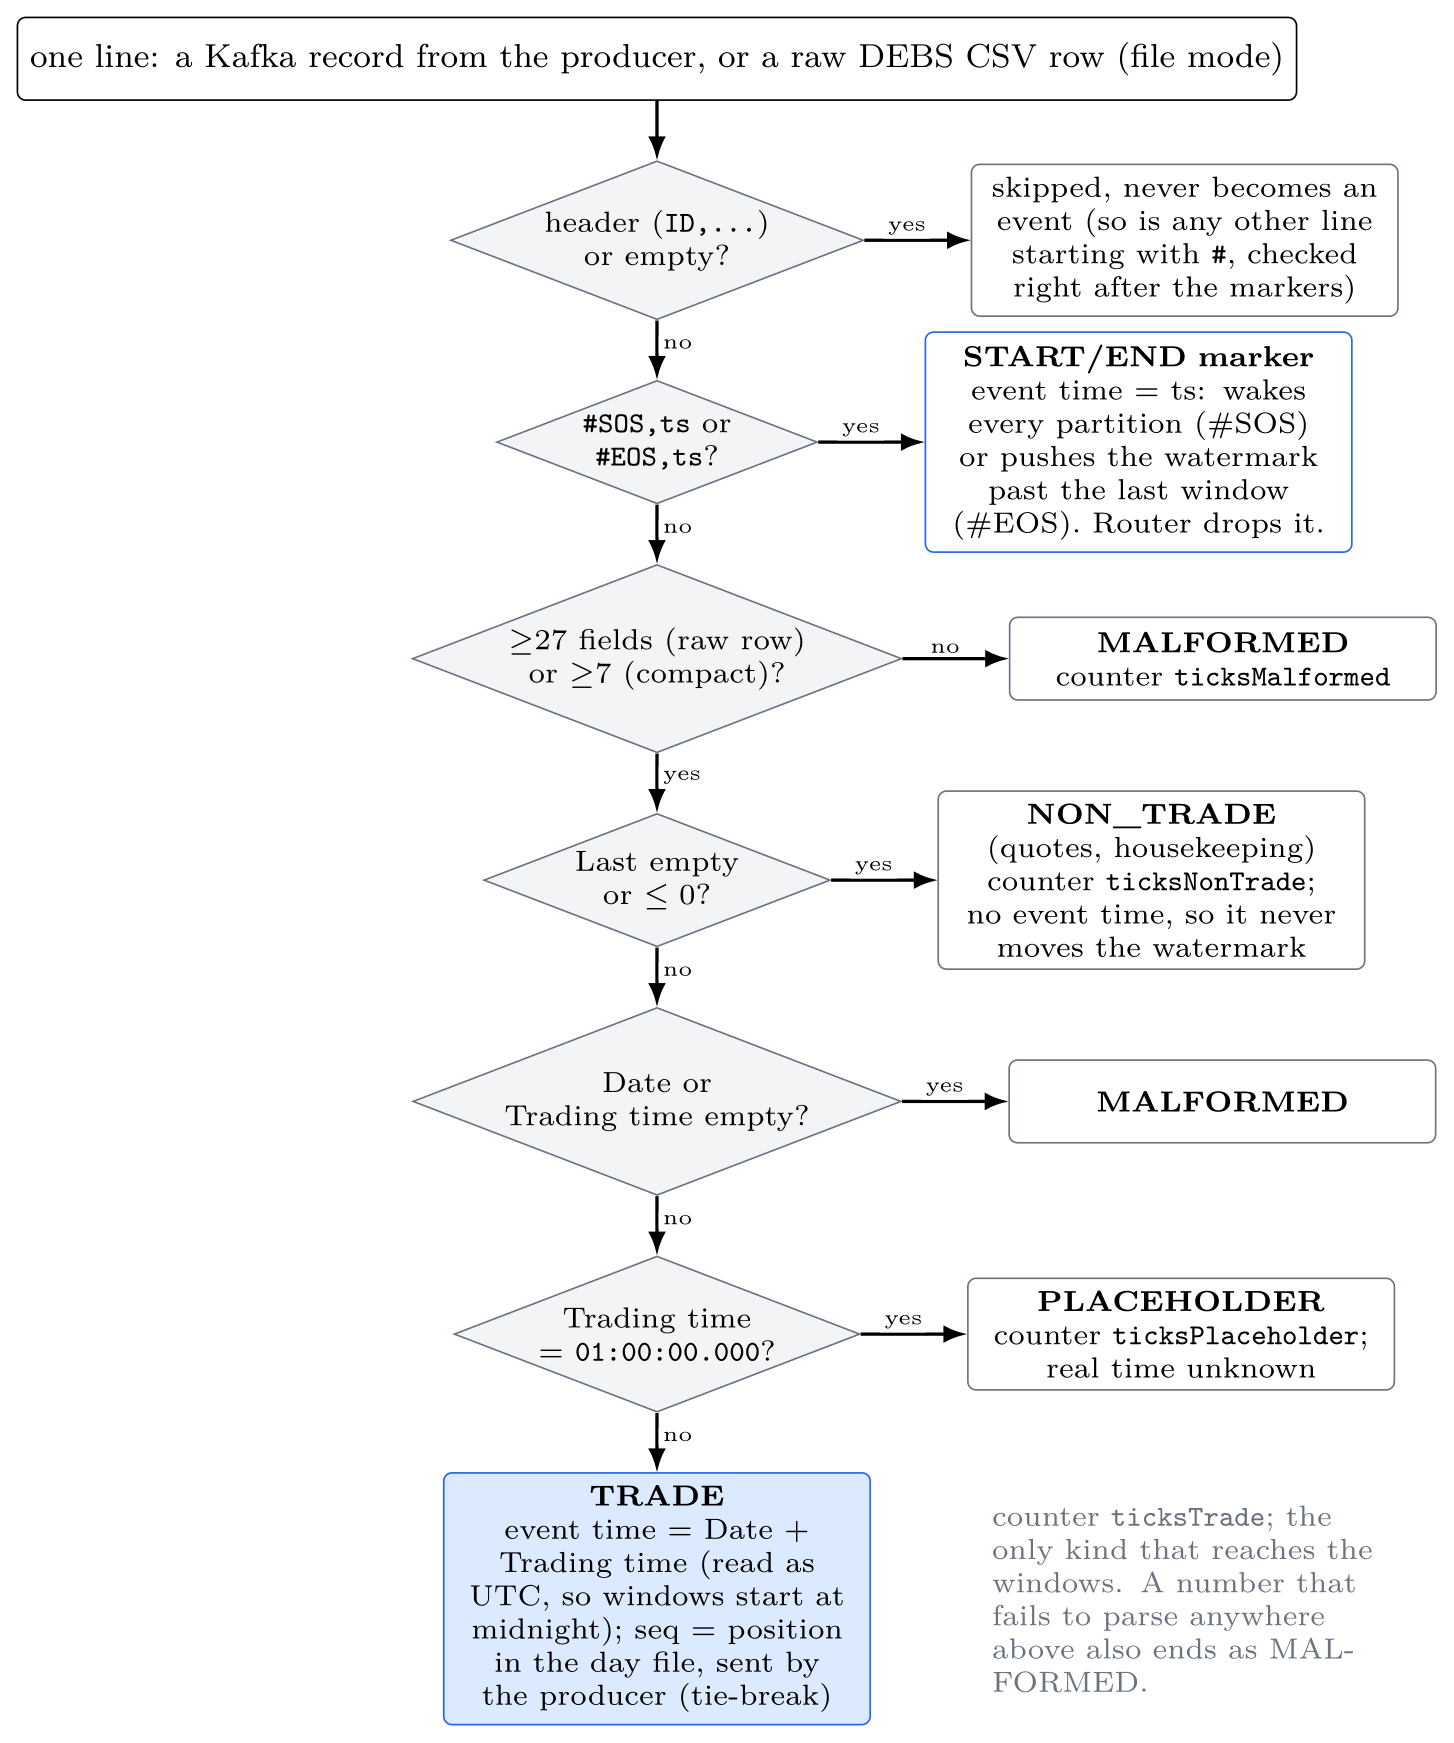 one line: a Kafka record from the producer, or a raw DEBS CSV row (file mode)
header (ID,...)
or empty?
yes
skipped, never becomes an
event (so is any other line
starting with #, checked
right after the markers)
no
#SOS,ts or
#EOS,ts?
yes
START/END marker
event time = ts: wakes
every partition (#SOS)
or pushes the watermark
past the last window
(#EOS). Router drops it.
no
≥27 fields (raw row)
or ≥7 (compact)?
no
MALFORMED
counter ticksMalformed
yes
Last empty
or ≤ 0?
yes
NON_TRADE
(quotes, housekeeping)
counter ticksNonTrade;
no event time, so it never
moves the watermark
no
Date or
Trading time empty?
yes
MALFORMED
no
Trading time
= 01:00:00.000?
yes
PLACEHOLDER
counter ticksPlaceholder;
real time unknown
no
TRADE
event time = Date +
Trading time (read as
UTC, so windows start at
midnight); seq = position
in the day file, sent by
the producer (tie-break)
counter ticksTrade; the
only kind that reaches the
windows. A number that
fails to parse anywhere
above also ends as MAL-
FORMED.